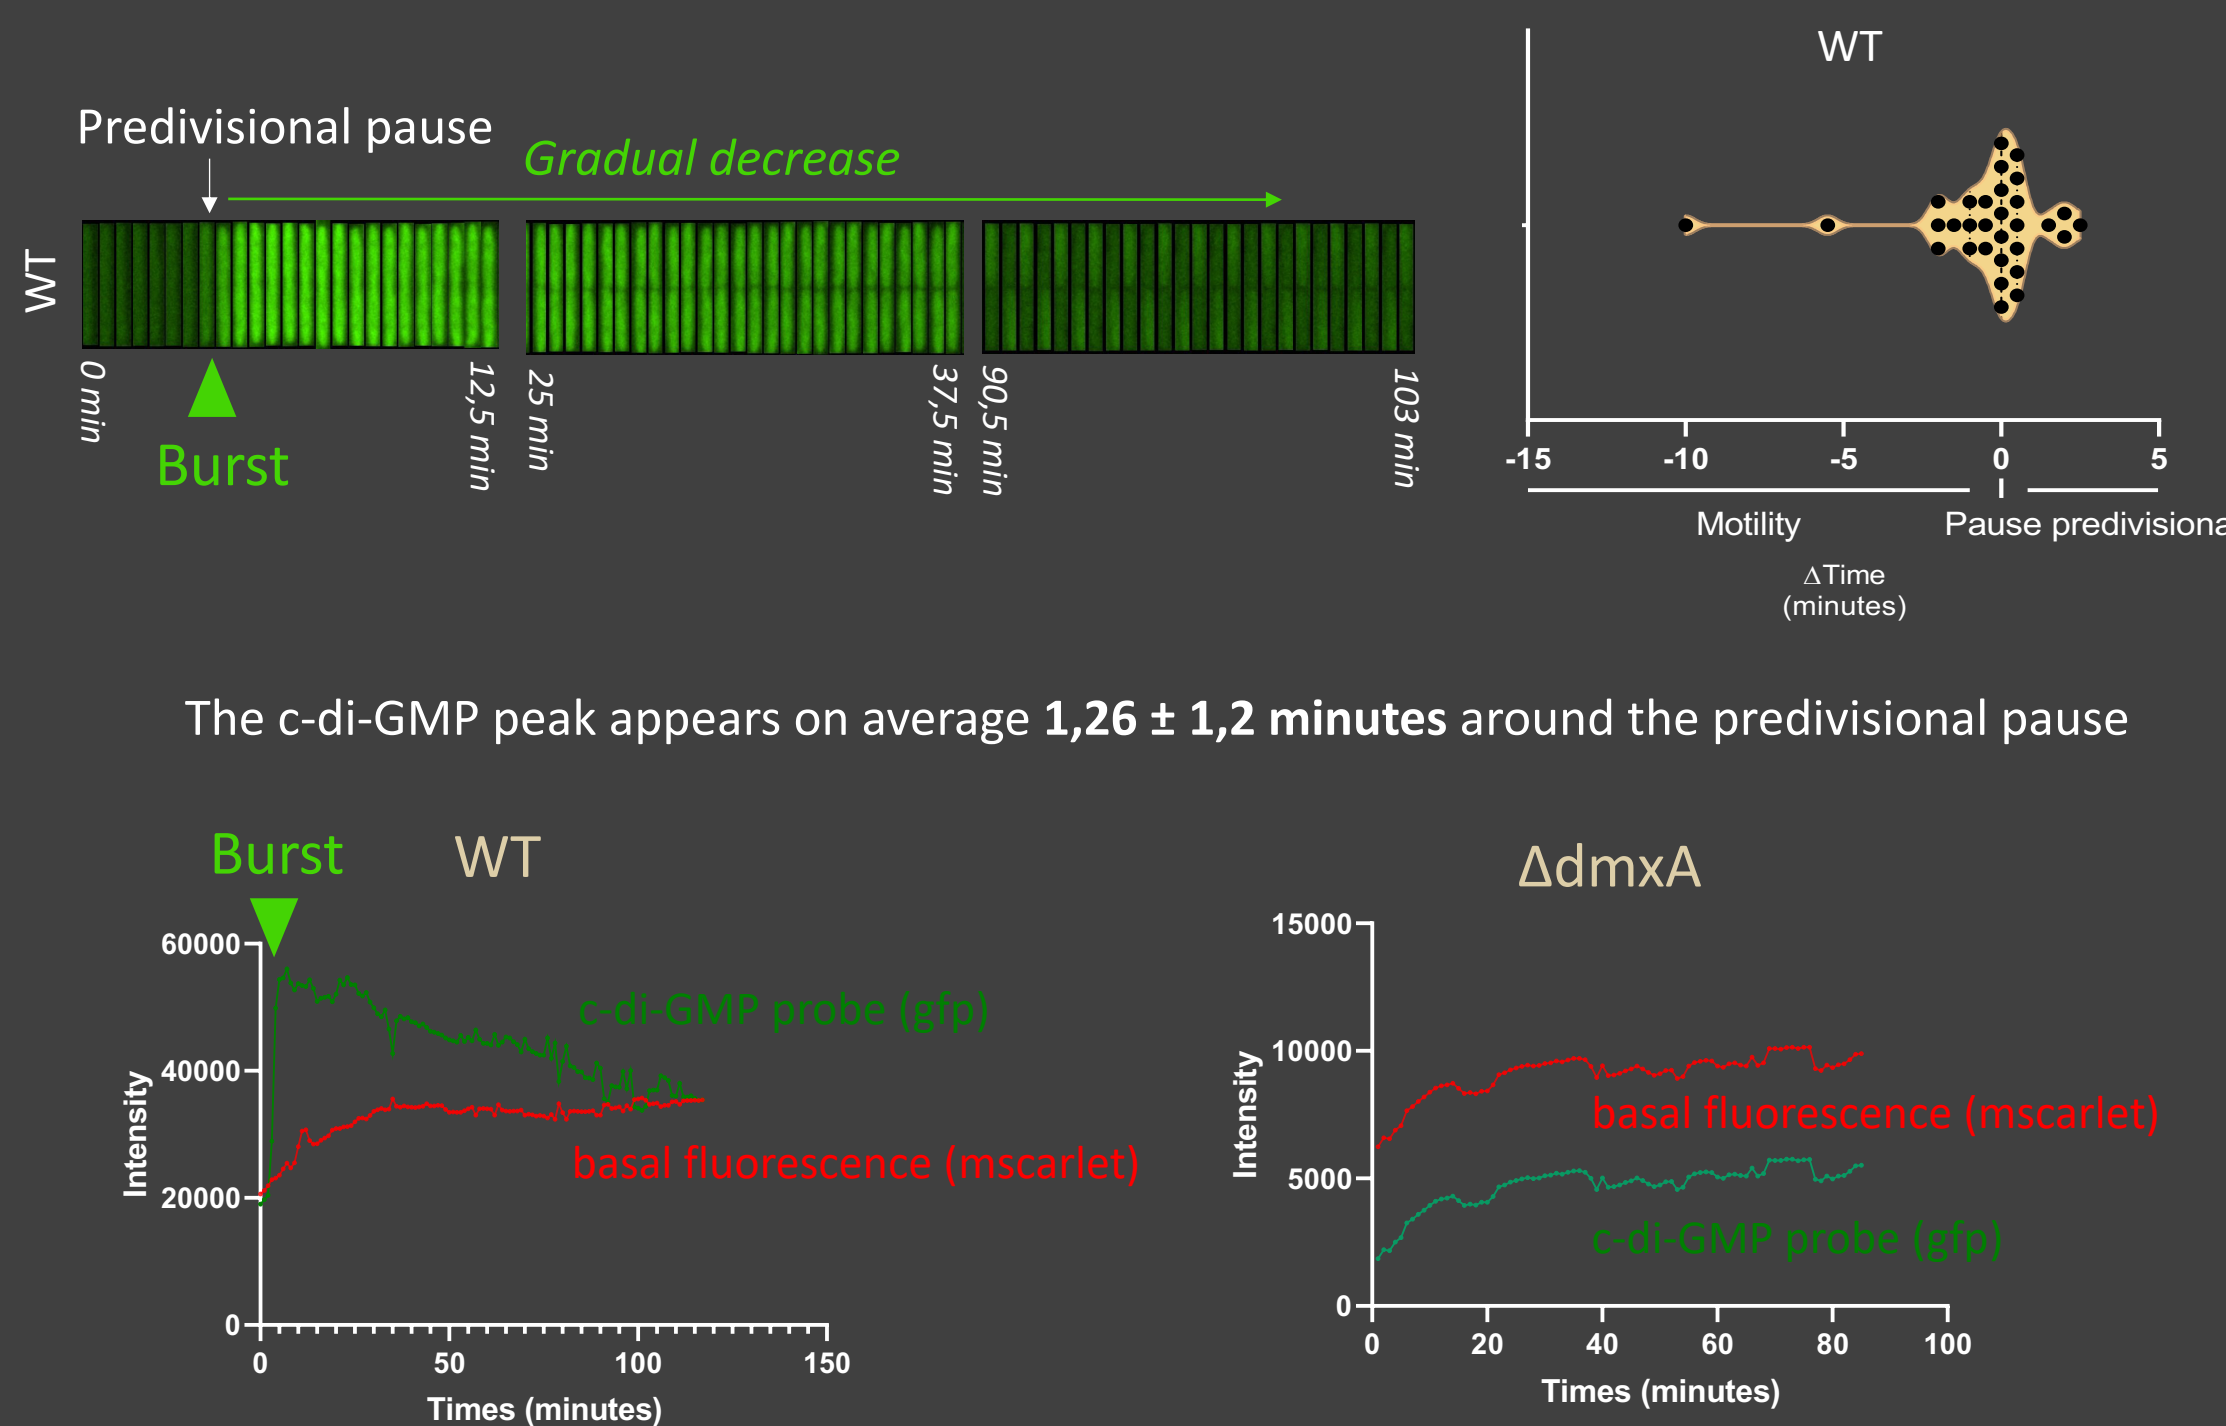 WT
Predivisional pause
Gradual decrease
WT
0 min
12,5 min
25 min
37,5 min
90,5 min
103 min
Burst
-15 -10 -5 0 5
Motility
Pause predivisiona
ΔTime
(minutes)
The c-di-GMP peak appears on average 1,26 ± 1,2 minutes around the predivisional pause
Burst
WT
60000
40000
20000
0
Intensity
c-di-GMP probe (gfp)
basal fluorescence (mscarlet)
0 50 100 150
Times (minutes)
ΔdmxA
15000
10000
5000
0
Intensity
basal fluorescence (mscarlet)
c-di-GMP probe (gfp)
0 20 40 60 80 100
Times (minutes)